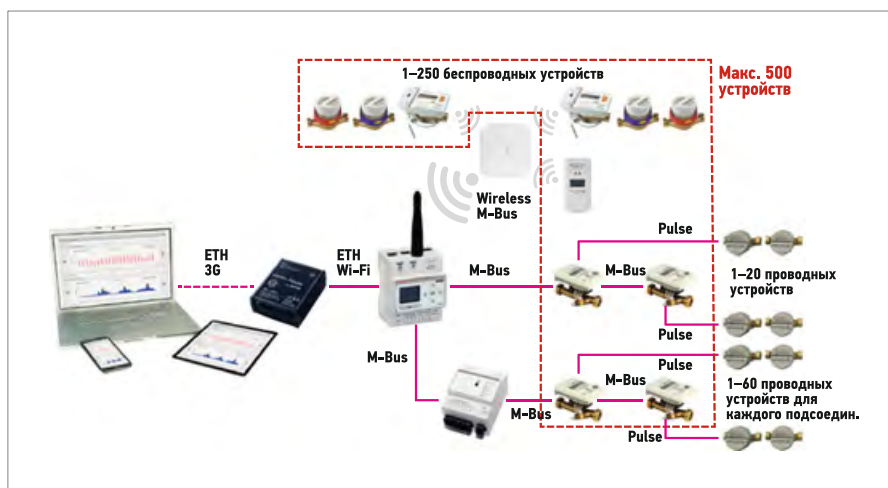 1–250 беспроводных устройств
Макс. 500
устройств
Wireless
M-Bus
ETH
3G
ETH
Wi-Fi
M-Bus
Pulse
M-Bus
1–20 проводных
устройств
Pulse
M-Bus
Pulse
M-Bus
M-Bus
1–60 проводных
устройств для
каждого подсоедин.
Pulse